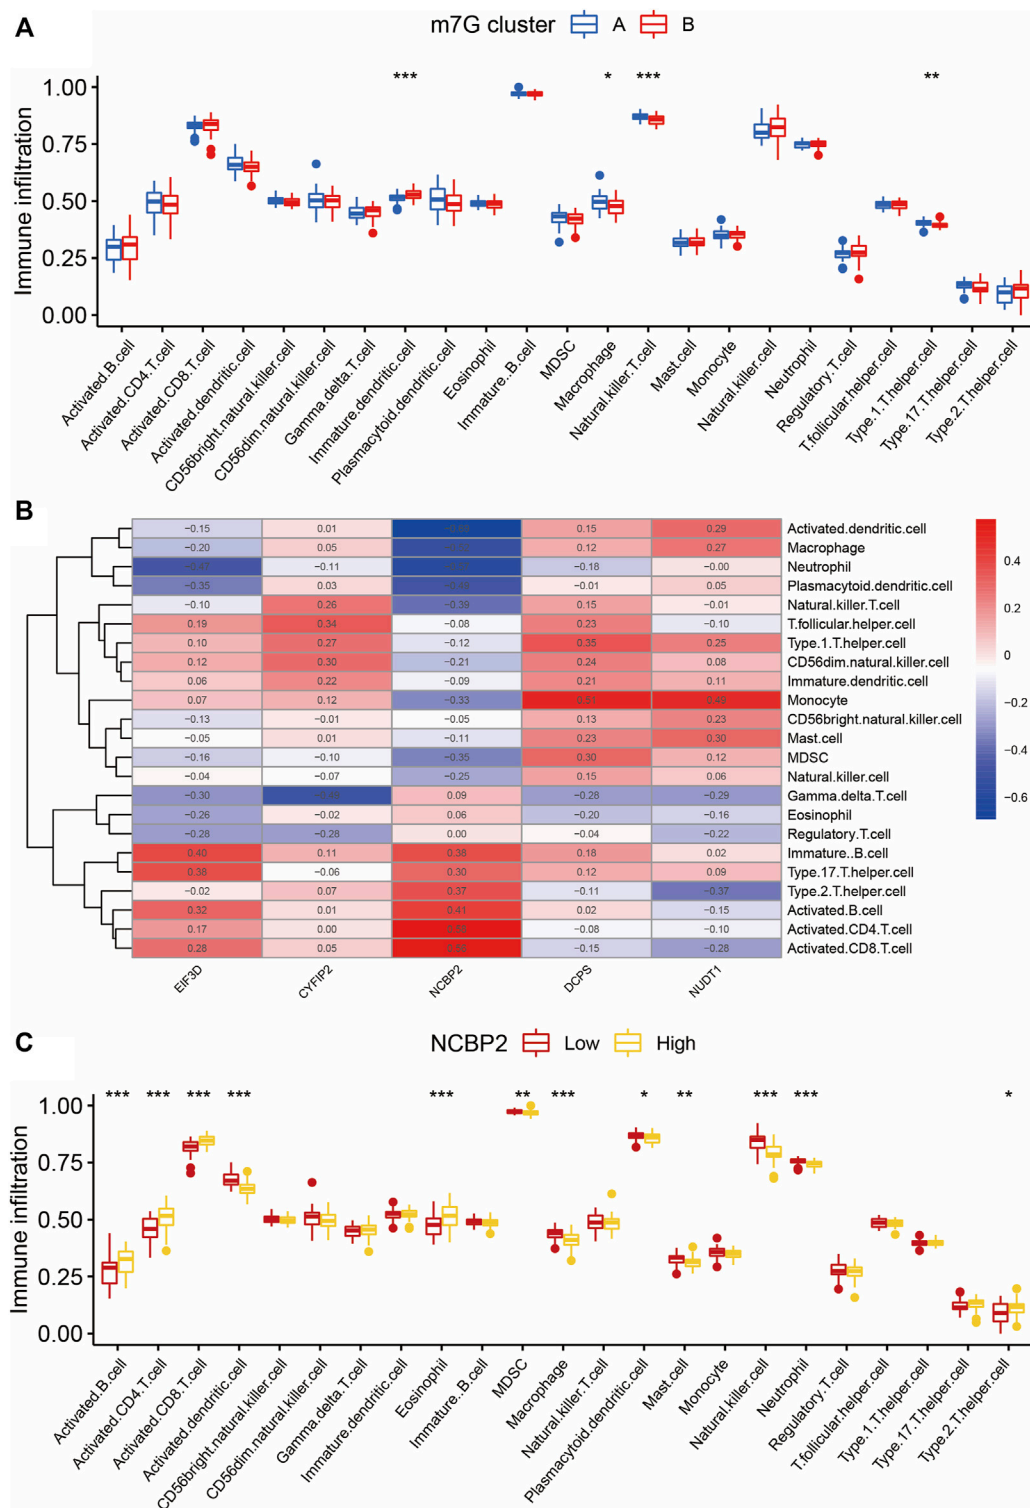 A
m7G cluster A B
*** * *** **
Immune infiltration
1.00
0.75
0.50
0.25
0.00
Activated.B.cell
Activated.CD4.T.cell
Activated.CD8.T.cell
Activated.dendritic.cell
CD56bright.natural.killer.cell
CD56dim.natural.killer.cell
Gamma.delta.T.cell
Immature.dendritic.cell
Plasmacytoid.dendritic.cell
Eosinophil
Immature..B.cell
MDSC
Macrophage
Natural.killer.T.cell
Mast.cell
Monocyte
Natural.killer.cell
Neutrophil
Regulatory.T.cell
T.follicular.helper.cell
Type.1.T.helper.cell
Type.17.T.helper.cell
Type.2.T.helper.cell
B
−0.15 0.01 0.15 0.29 Activated.dendritic.cell
−0.20 0.05 0.12 0.27 Macrophage
−0.47 −0.11 −0.18 −0.00 Neutrophil
−0.35 0.03 −0.01 0.05 Plasmacytoid.dendritic.cell
−0.10 0.26 −0.39 0.15 −0.01 Natural.killer.T.cell
0.19 0.34 −0.08 0.23 −0.10 T.follicular.helper.cell
0.10 0.27 −0.12 0.35 0.25 Type.1.T.helper.cell
0.12 0.30 −0.21 0.24 0.08 CD56dim.natural.killer.cell
0.06 0.22 −0.09 0.21 0.11 Immature.dendritic.cell
0.07 0.12 −0.33 0.51 0.49 Monocyte
−0.13 −0.01 −0.05 0.13 0.23 CD56bright.natural.killer.cell
−0.05 0.01 −0.11 0.23 0.30 Mast.cell
−0.16 −0.10 −0.35 0.30 0.12 MDSC
−0.04 −0.07 −0.25 0.15 0.06 Natural.killer.cell
−0.30 0.09 −0.28 −0.29 Gamma.delta.T.cell
−0.26 −0.02 0.06 −0.20 −0.16 Eosinophil
−0.28 −0.28 0.00 −0.04 −0.22 Regulatory.T.cell
0.40 0.11 0.38 0.18 0.02 Immature..B.cell
0.38 −0.06 0.30 0.12 0.09 Type.17.T.helper.cell
−0.02 0.07 0.37 −0.11 −0.37 Type.2.T.helper.cell
0.32 0.01 0.41 0.02 −0.15 Activated.B.cell
0.17 0.00 −0.08 −0.10 Activated.CD4.T.cell
0.28 0.05 −0.15 −0.28 Activated.CD8.T.cell
EIF3D
CYFIP2
NCBP2
DCPS
NUDT1
0.4
0.2
0
−0.2
−0.4
−0.6
C
NCBP2 Low High
*** *** *** *** *** ** *** * ** *** *** *
Immune infiltration
1.00
0.75
0.50
0.25
0.00
Activated.B.cell
Activated.CD4.T.cell
Activated.CD8.T.cell
Activated.dendritic.cell
CD56bright.natural.killer.cell
CD56dim.natural.killer.cell
Gamma.delta.T.cell
Immature.dendritic.cell
Eosinophil
Immature..B.cell
MDSC
Macrophage
Natural.killer.T.cell
Plasmacytoid.dendritic.cell
Mast.cell
Monocyte
Natural.killer.cell
Neutrophil
Regulatory.T.cell
T.follicular.helper.cell
Type.1.T.helper.cell
Type.17.T.helper.cell
Type.2.T.helper.cell